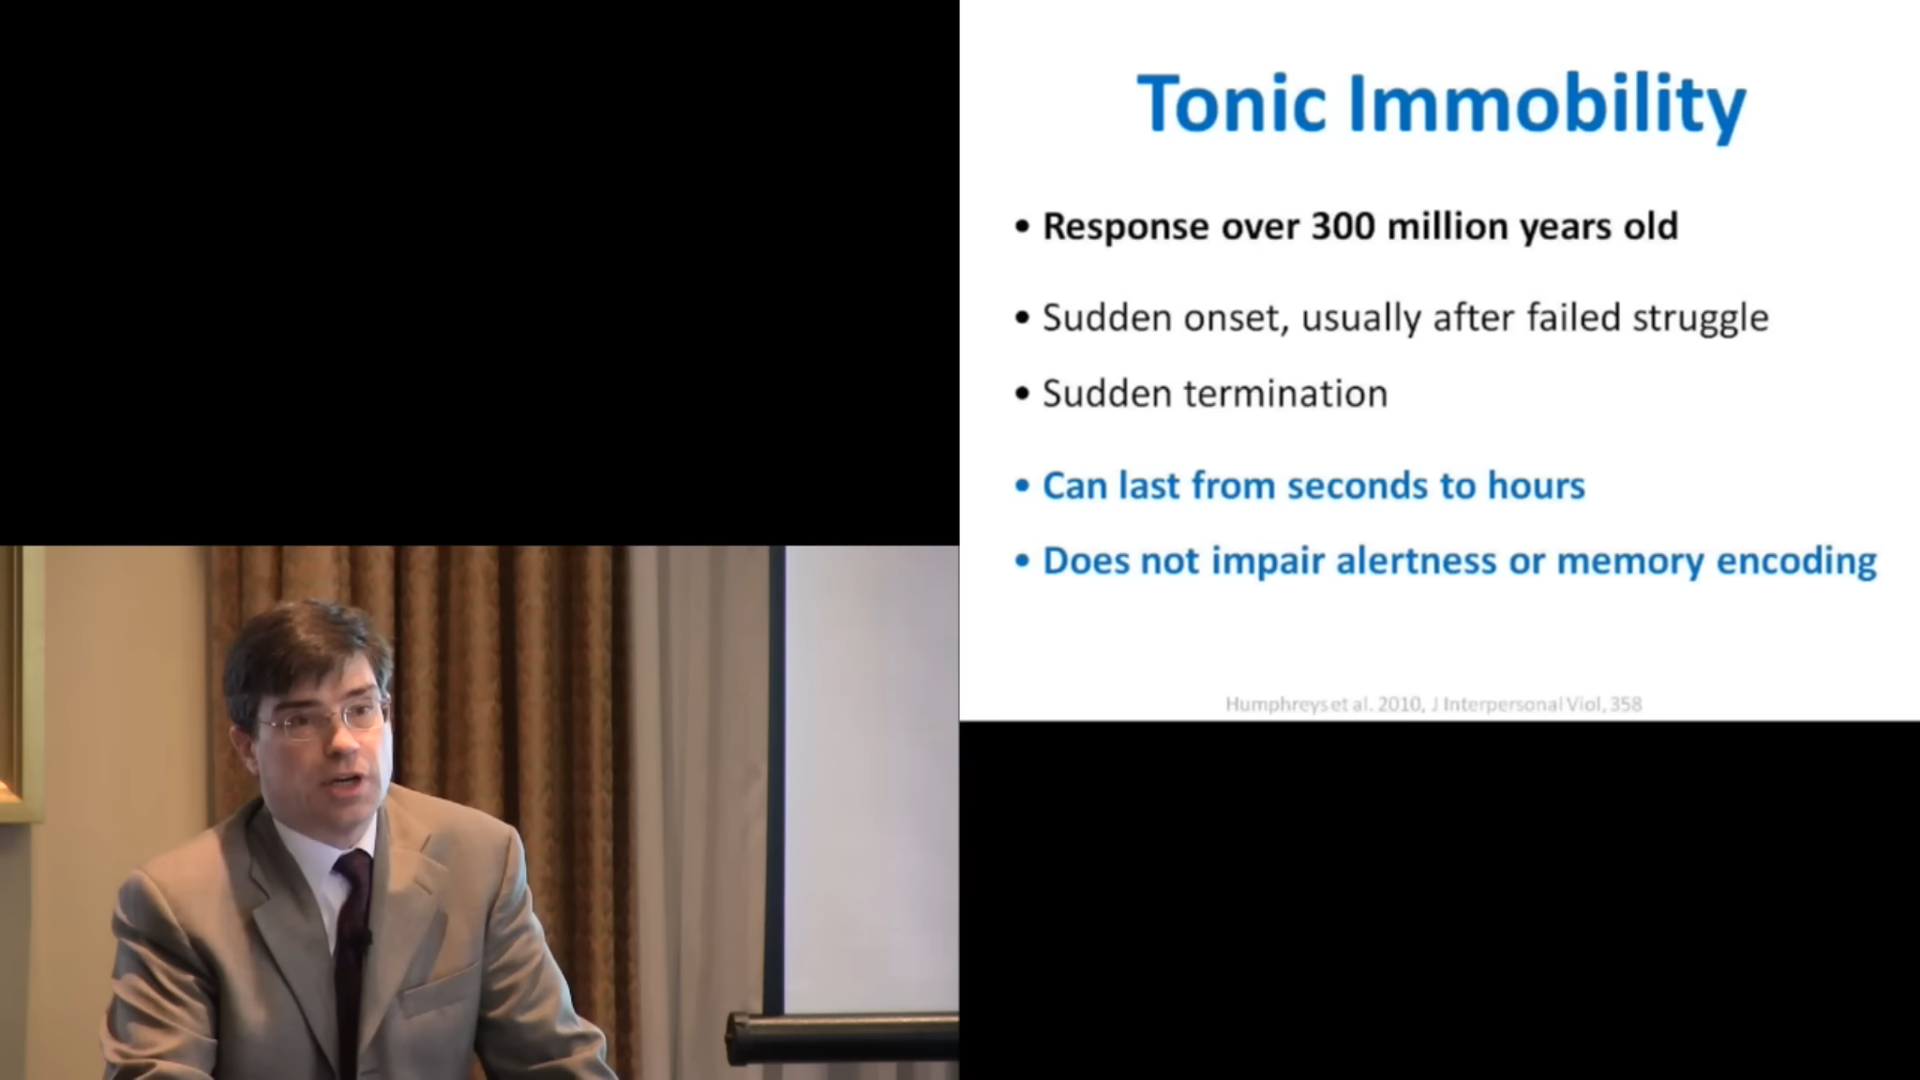 Tonic Immobility
• Response over 300 million years old
• Sudden onset, usually after failed struggle
• Sudden termination
• Can last from seconds to hours
• Does not impair alertness or memory encoding
Humphreys et al. 2010, J Interpersonal Viol, 358